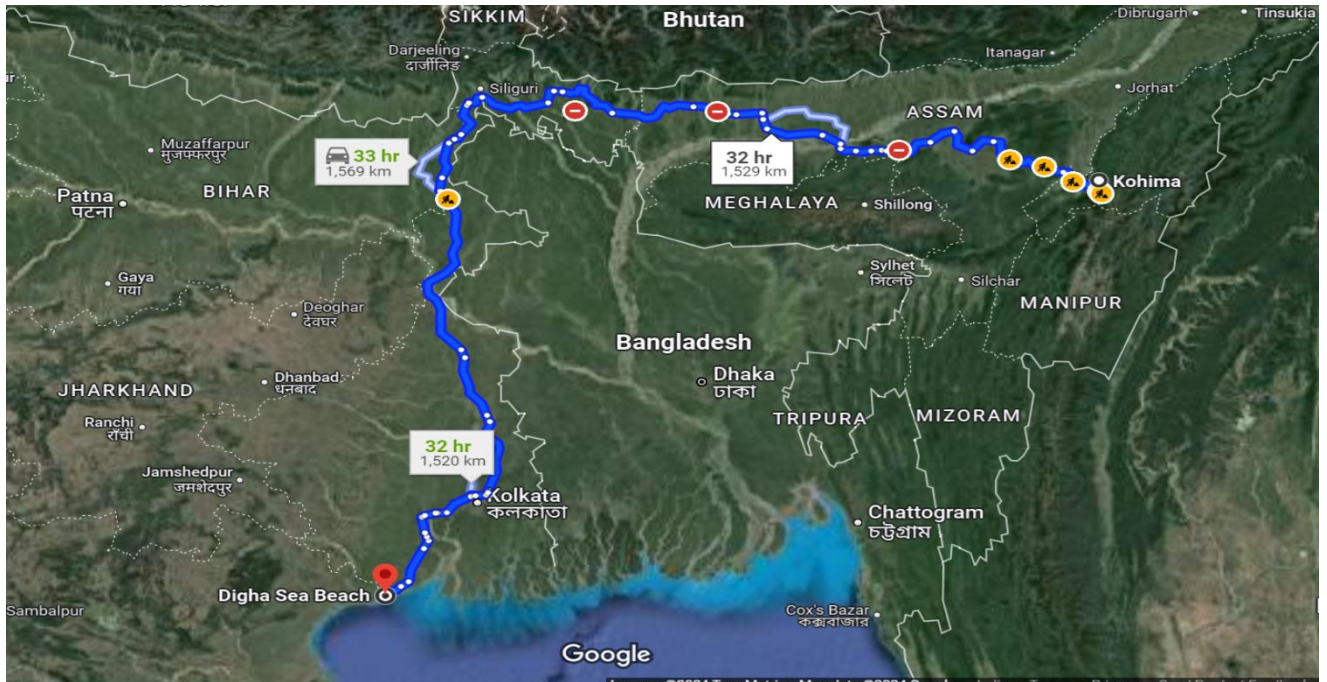 SIKKIM
Bhutan
Dibrugarh
Tinsukia
Darjeeling
दार्जीलिङ
Itanagar
Siliguri
Jorhat
ASSAM
Muzaffarpur
मुजफ्फरपुर
33 hr
1,569 km
32 hr
1,529 km
Kohima
BIHAR
Patna
पटना
MEGHALAYA
Shillong
Gaya
गया
Sylhet
সিলেট
Silchar
Deoghar
देवघर
MANIPUR
Bangladesh
Dhanbad
धनबाद
Dhaka
ঢাকা
JHARKHAND
TRIPURA
MIZORAM
Ranchi
राँची
32 hr
1,520 km
Jamshedpur
जमशेदपुर
Kolkata
কলকাতা
Chattogram
চট্টগ্রাম
Digha Sea Beach
Sambalpur
Cox's Bazar
কক্সবাজার
Google